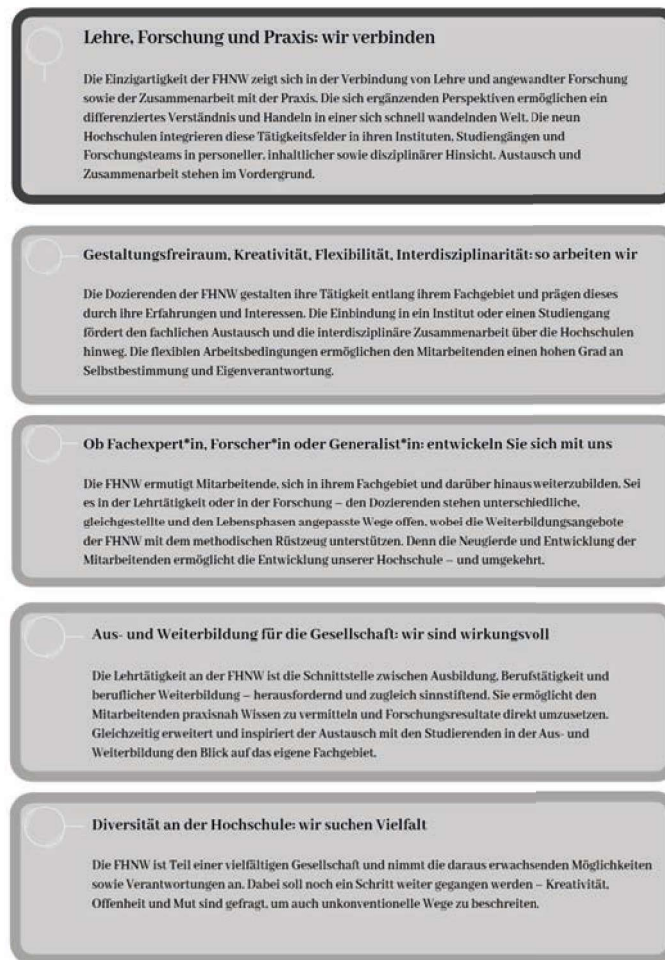 Lehre, Forschung und Praxis: wir verbinden
Die Einzigartigkeit der FHNW zeigt sich in der Verbindung von Lehre und angewandter Forschung
sowie der Zusammenarbeit mit der Praxis. Die sich ergänzenden Perspektiven ermöglichen ein
differenziertes Verständnis und Handeln in einer sich schnell wandelnden Welt. Die neun
Hochschulen integrieren diese Tätigkeitsfelder in ihren Instituten, Studiengängen und
Forschungsteams in personeller, inhaltlicher sowie disziplinärer Hinsicht. Austausch und
Zusammenarbeit stehen im Vordergrund.
Gestaltungsfreiraum, Kreativität, Flexibilität, Interdisziplinarität: so arbeiten wir
Die Dozierenden der FHNW gestalten ihre Tätigkeit entlang ihrem Fachgebiet und prägen dieses
durch ihre Erfahrungen und Interessen. Die Einbindung in ein Institut oder einen Studiengang
fördert den fachlichen Austausch und die interdisziplinäre Zusammenarbeit über die Hochschulen
hinweg. Die flexiblen Arbeitsbedingungen ermöglichen den Mitarbeitenden einen hohen Grad an
Selbstbestimmung und Eigenverantwortung.
Ob Fachexpert*in, Forscher*in oder Generalist*in: entwickeln Sie sich mit uns
Die FHNW ermutigt Mitarbeitende, sich in ihrem Fachgebiet und darüber hinaus weiterzubilden. Sei
es in der Lehrtätigkeit oder in der Forschung – den Dozierenden stehen unterschiedliche,
gleichgestellte und den Lebensphasen angepasste Wege offen, wobei die Weiterbildungsangebote
der FHNW mit dem methodischen Rüstzeug unterstützen. Denn die Neugierde und Entwicklung der
Mitarbeitenden ermöglicht die Entwicklung unserer Hochschule – und umgekehrt.
Aus- und Weiterbildung für die Gesellschaft: wir sind wirkungsvoll
Die Lehrtätigkeit an der FHNW ist die Schnittstelle zwischen Ausbildung, Berufstätigkeit und
beruflicher Weiterbildung – herausfordernd und zugleich sinnstiftend. Sie ermöglicht den
Mitarbeitenden praxisnah Wissen zu vermitteln und Forschungsresultate direkt umzusetzen.
Gleichzeitig erweitert und inspiriert der Austausch mit den Studierenden in der Aus- und
Weiterbildung den Blick auf das eigene Fachgebiet.
Diversität an der Hochschule: wir suchen Vielfalt
Die FHNW ist Teil einer vielfältigen Gesellschaft und nimmt die daraus erwachsenden Möglichkeiten
sowie Verantwortungen an. Dabei soll noch ein Schritt weiter gegangen werden – Kreativität,
Offenheit und Mut sind gefragt, um auch unkonventionelle Wege zu beschreiten.